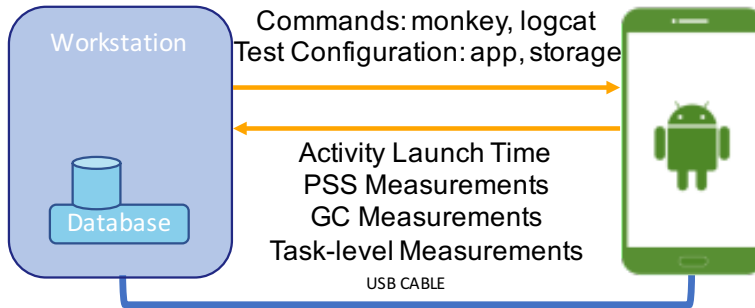 Workstation
Commands: monkey, logcat
Test Configuration: app, storage
Activity Launch Time
PSS Measurements
GC Measurements
Task-level Measurements
Database
USB CABLE